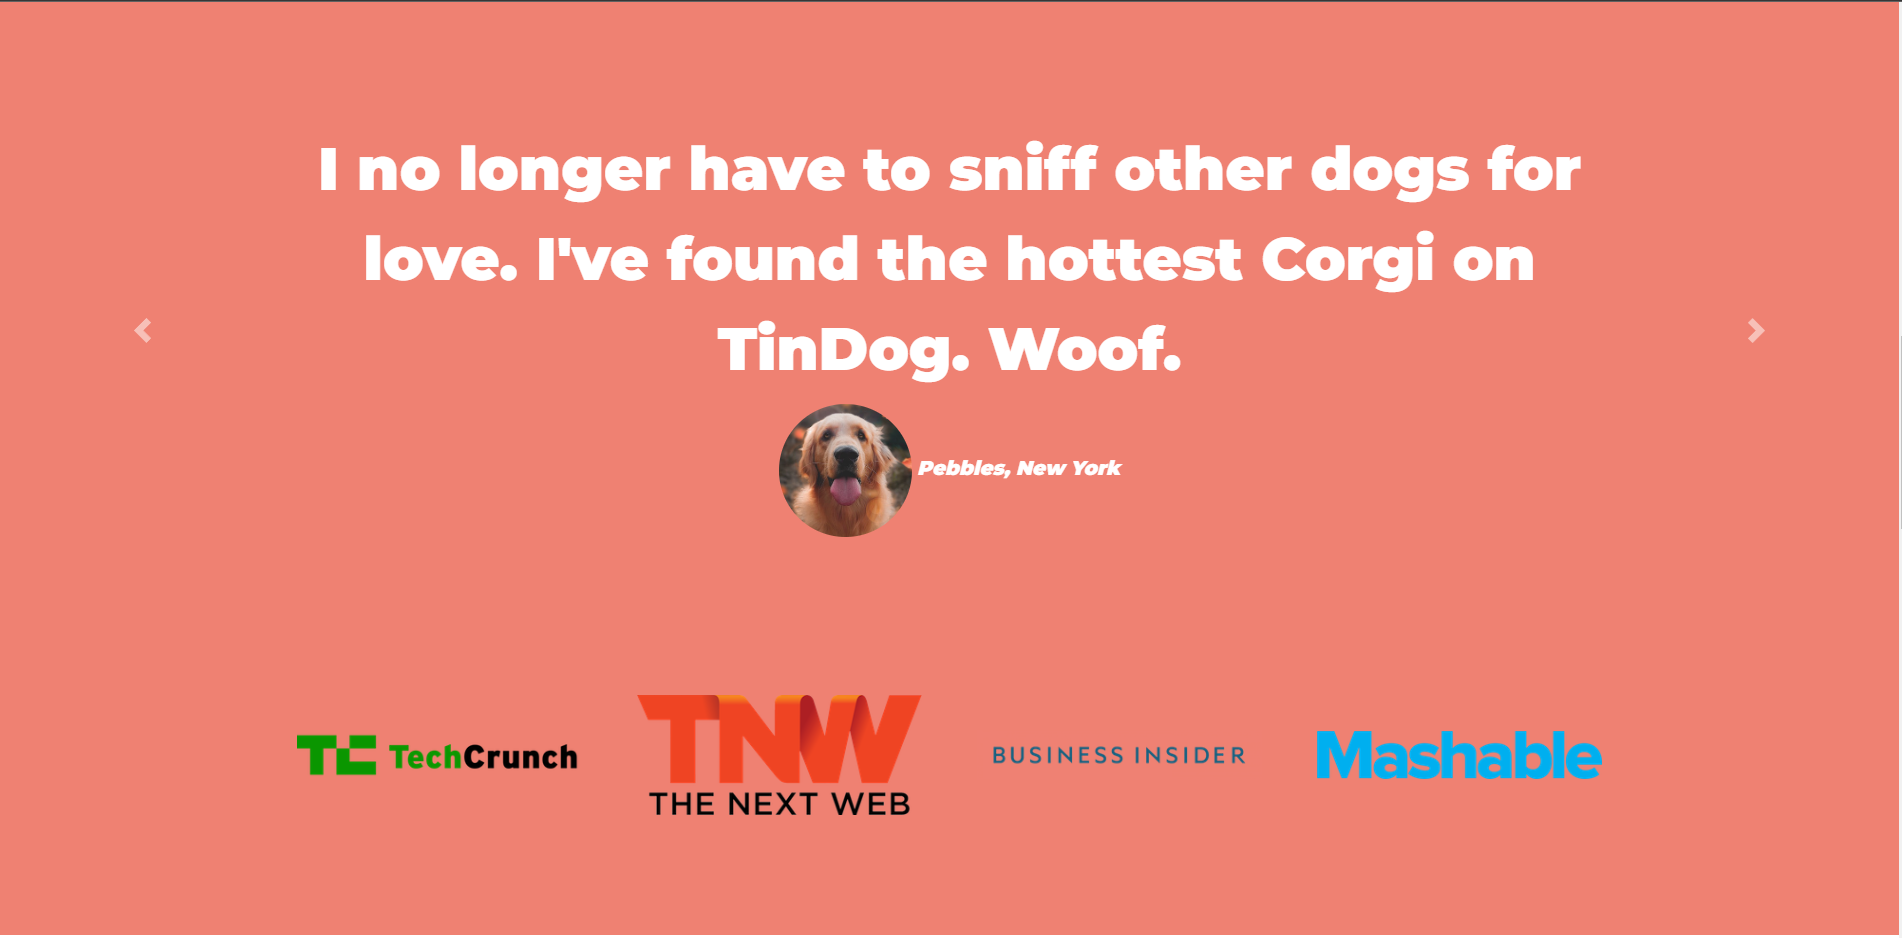 I no longer have to sniff other dogs for
love. I've found the hottest Corgi on
TinDog. Woof.
Pebbles, New York
TC TechCrunch
TNW
THE NEXT WEB
BUSINESS INSIDER
Mashable